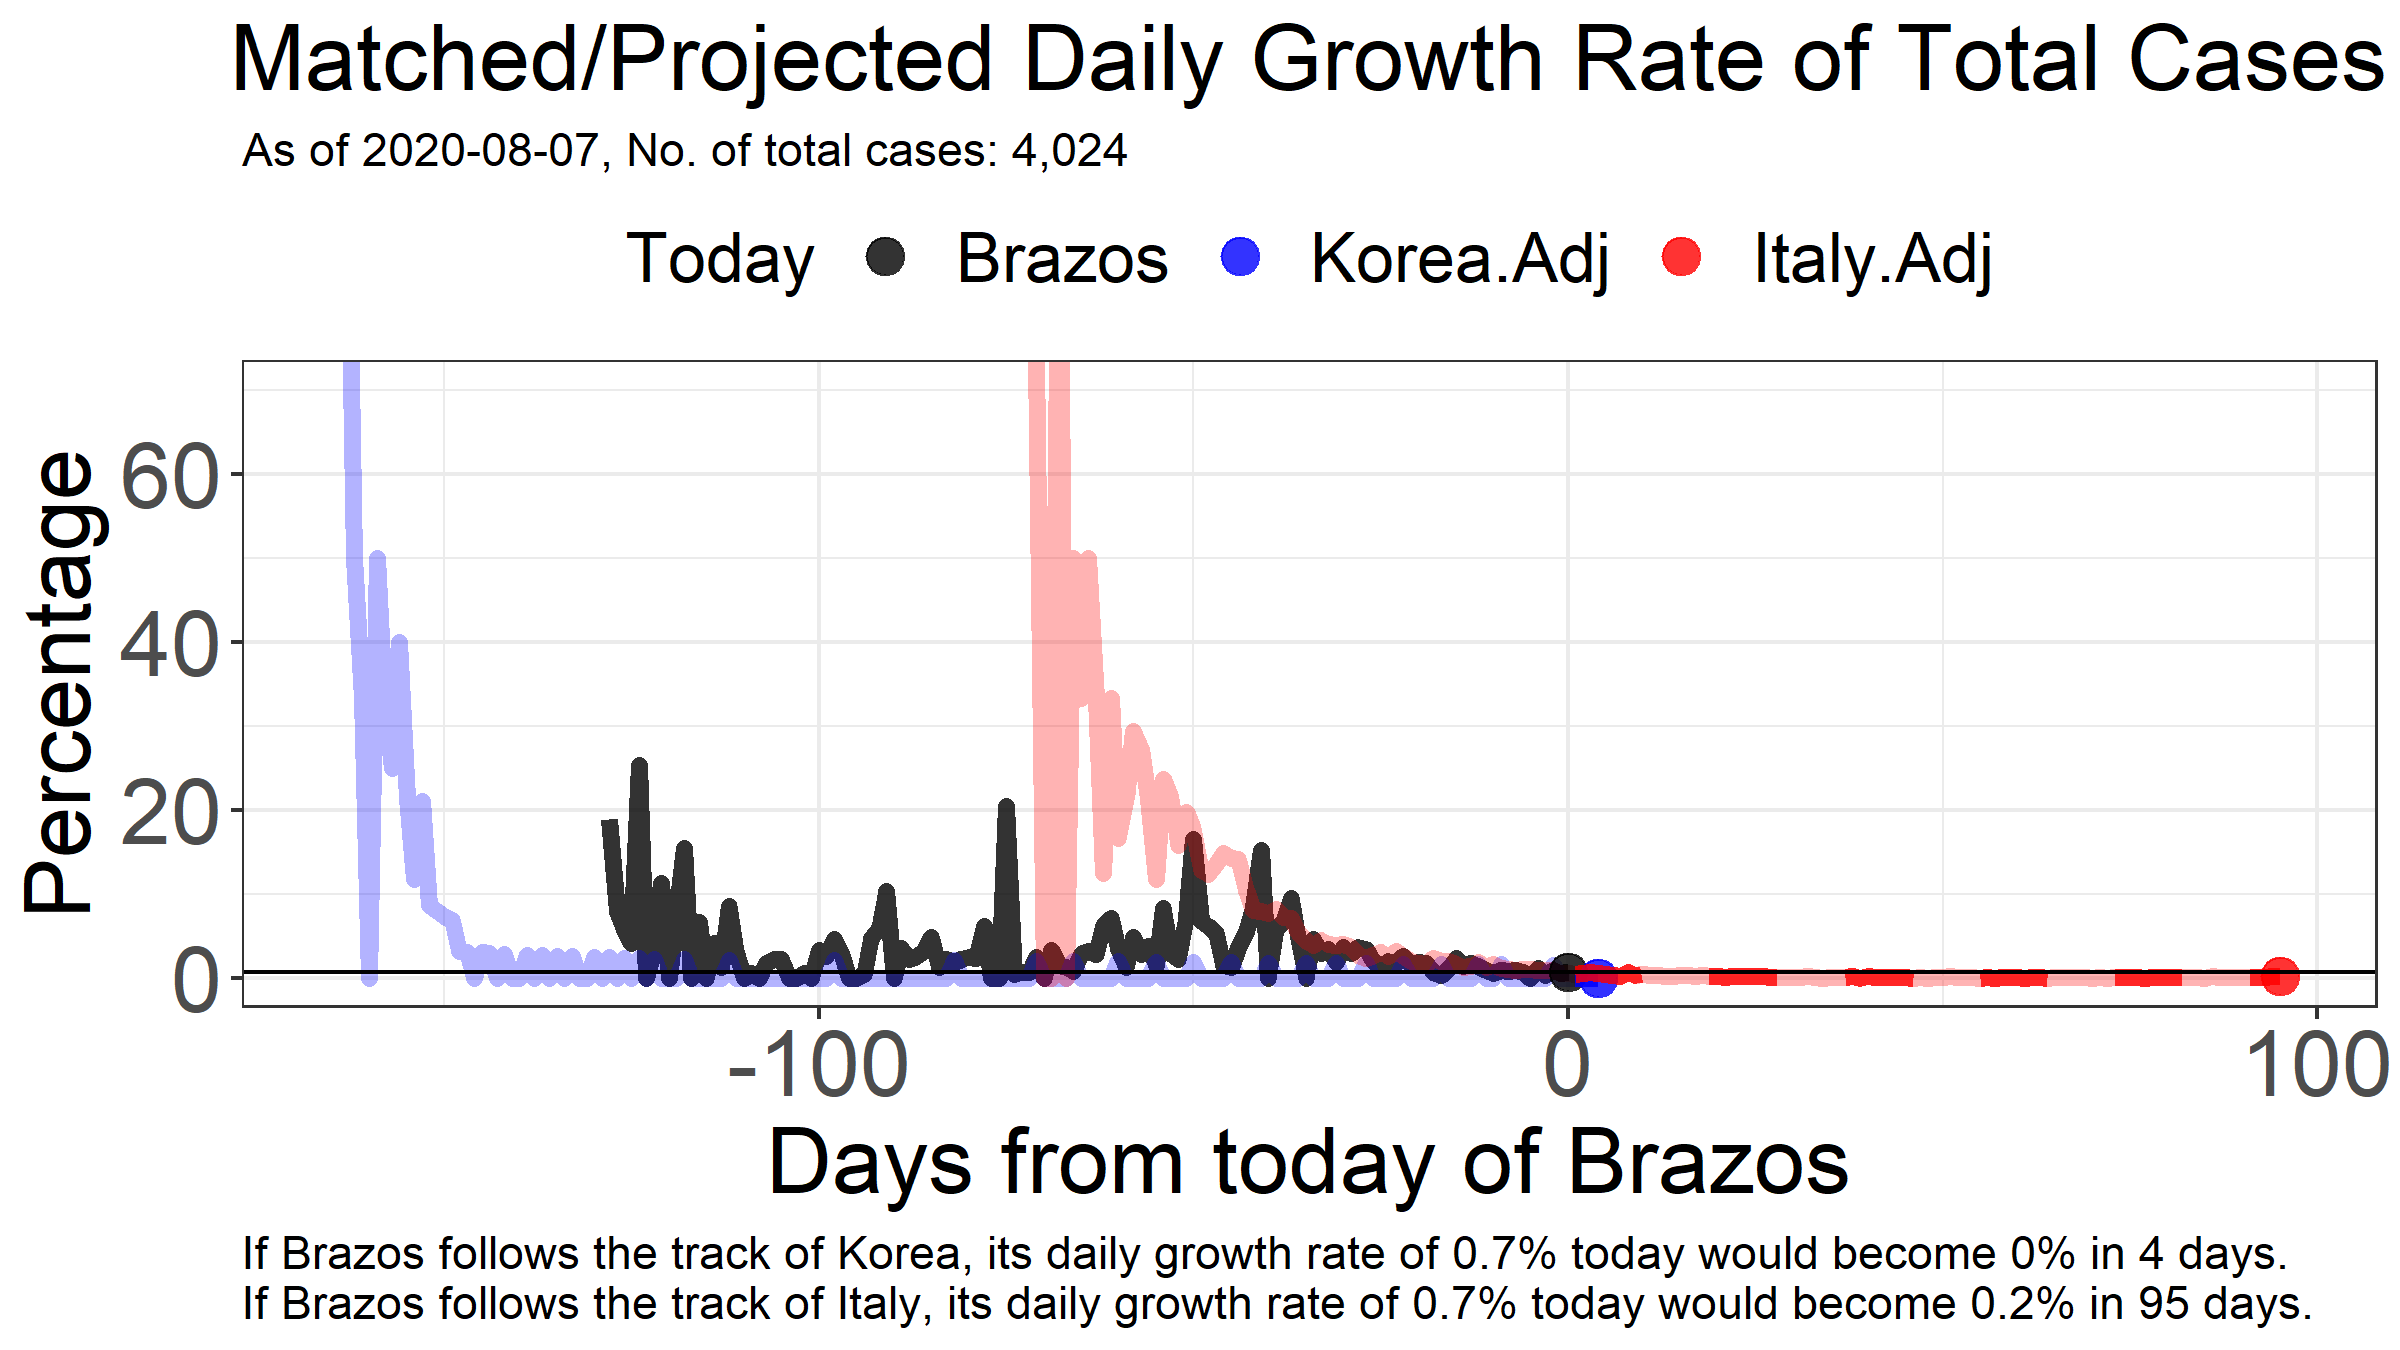 Matched/Projected Daily Growth Rate of Total Cases
As of 2020-08-07, No. of total cases: 4,024
Today Brazos Korea.Adj Italy.Adj
Percentage
60
40
20
0
-100 0 100
Days from today of Brazos
If Brazos follows the track of Korea, its daily growth rate of 0.7% today would become 0% in 4 days.
If Brazos follows the track of Italy, its daily growth rate of 0.7% today would become 0.2% in 95 days.